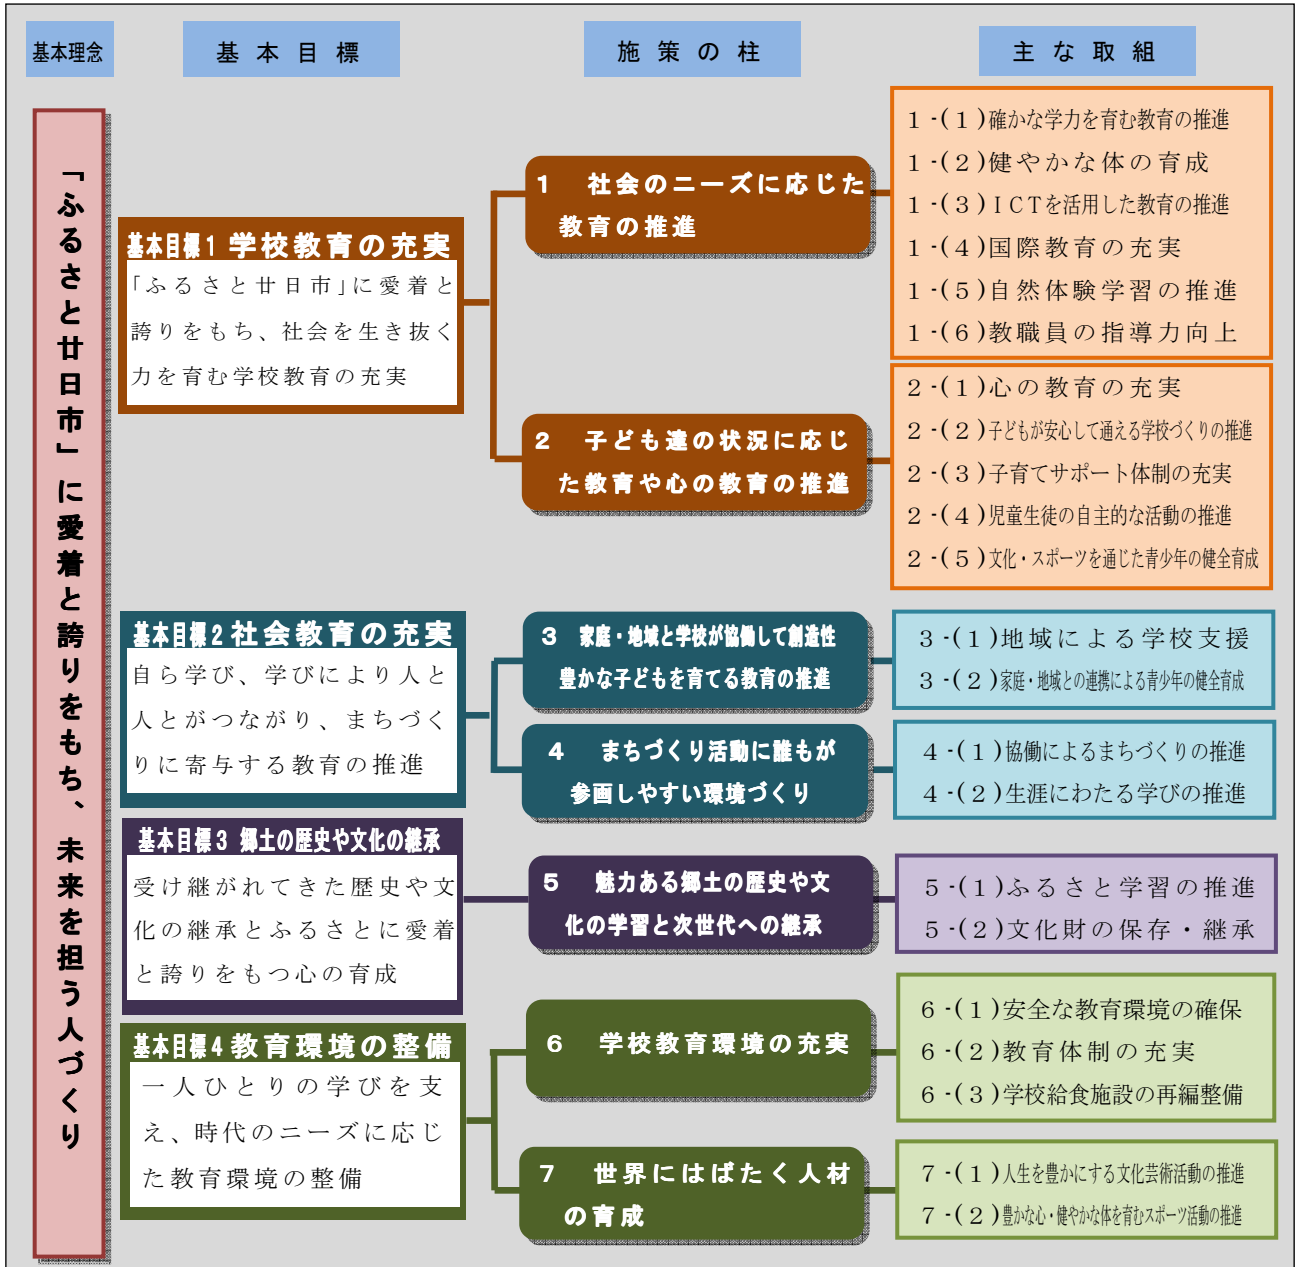 基本理念
基本目標
施策の柱
主な取組
「ふるさと廿日市」に愛着と誇りをもち、未来を担う人づくり
基本目標1 学校教育の充実
「ふるさと廿日市」に愛着と
誇りをもち、社会を生き抜く
力を育む学校教育の充実
1 社会のニーズに応じた
教育の推進
1-(1)確かな学力を育む教育の推進
1-(2)健やかな体の育成
1-(3)ICTを活用した教育の推進
1-(4)国際教育の充実
1-(5)自然体験学習の推進
1-(6)教職員の指導力向上
2 子ども達の状況に応じ
た教育や心の教育の推進
2-(1)心の教育の充実
2-(2)子どもが安心して通える学校づくりの推進
2-(3)子育てサポート体制の充実
2-(4)児童生徒の自主的な活動の推進
2-(5)文化・スポーツを通じた青少年の健全育成
基本目標2 社会教育の充実
自ら学び、学びにより人と
人とがつながり、まちづく
りに寄与する教育の推進
3 家庭・地域と学校が協働して創造性
豊かな子どもを育てる教育の推進
3-(1)地域による学校支援
3-(2)家庭・地域との連携による青少年の健全育成
4 まちづくり活動に誰もが
参画しやすい環境づくり
4-(1)協働によるまちづくりの推進
4-(2)生涯にわたる学びの推進
基本目標3 郷土の歴史や文化の継承
受け継がれてきた歴史や文
化の継承とふるさとに愛着
と誇りをもつ心の育成
5 魅力ある郷土の歴史や文
化の学習と次世代への継承
5-(1)ふるさと学習の推進
5-(2)文化財の保存・継承
基本目標4 教育環境の整備
一人ひとりの学びを支
え、時代のニーズに応じ
た教育環境の整備
6 学校教育環境の充実
6-(1)安全な教育環境の確保
6-(2)教育体制の充実
6-(3)学校給食施設の再編整備
7 世界にはばたく人材
の育成
7-(1)人生を豊かにする文化芸術活動の推進
7-(2)豊かな心・健やかな体を育むスポーツ活動の推進